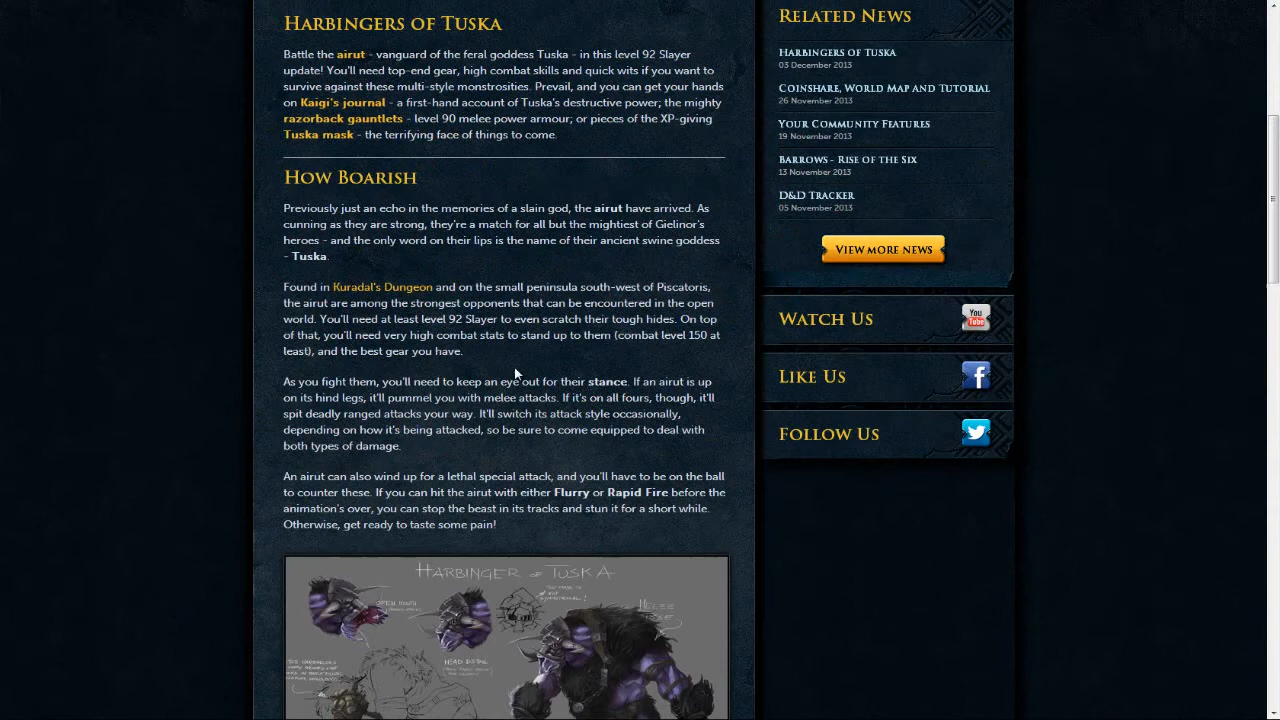 Harbingers of Tuska
Battle the airut - vanguard of the feral goddess Tuska - in this level 92 Slayer
update! You'll need top-end gear, high combat skills and quick wits if you want to
survive against these multi-style monstrosities. Prevail, and you can get your hands
on Kaigi's journal - a first-hand account of Tuska's destructive power; the mighty
razorback gauntlets - level 90 melee power armour; or pieces of the XP-giving
Tuska mask - the terrifying face of things to come.
How Boarish
Previously just an echo in the memories of a slain god, the airut have arrived. As
cunning as they are strong, they're a match for all but the mightiest of Gielinor's
heroes - and the only word on their lips is the name of their ancient swine goddess
- Tuska.
Found in Kuradal's Dungeon and on the small peninsula south-west of Piscatoris,
the airut are among the strongest opponents that can be encountered in the open
world. You'll need at least level 92 Slayer to even scratch their tough hides. On top
of that, you'll need very high combat stats to stand up to them (combat level 150 at
least), and the best gear you have.
As you fight them, you'll need to keep an eye out for their stance. If an airut is up
on its hind legs, it'll pummel you with melee attacks. If it's on all fours, though, it'll
spit deadly ranged attacks your way. It'll switch its attack style occasionally,
depending on how it's being attacked, so be sure to come equipped to deal with
both types of damage.
An airut can also wind up for a lethal special attack, and you'll have to be on the ball
to counter these. If you can hit the airut with either Flurry or Rapid Fire before the
animation's over, you can stop the beast in its tracks and stun it for a short while.
Otherwise, get ready to taste some pain!
Harbinger of Tuska
Open mouth
Head detail
Melee
Related News
Harbingers of Tuska
03 December 2013
Coinshare, World Map and Tutorial
26 November 2013
Your Community Features
19 November 2013
Barrows - Rise of the Six
13 November 2013
D&D Tracker
05 November 2013
View More News
Watch Us
You
Tube
Like Us
f
Follow Us